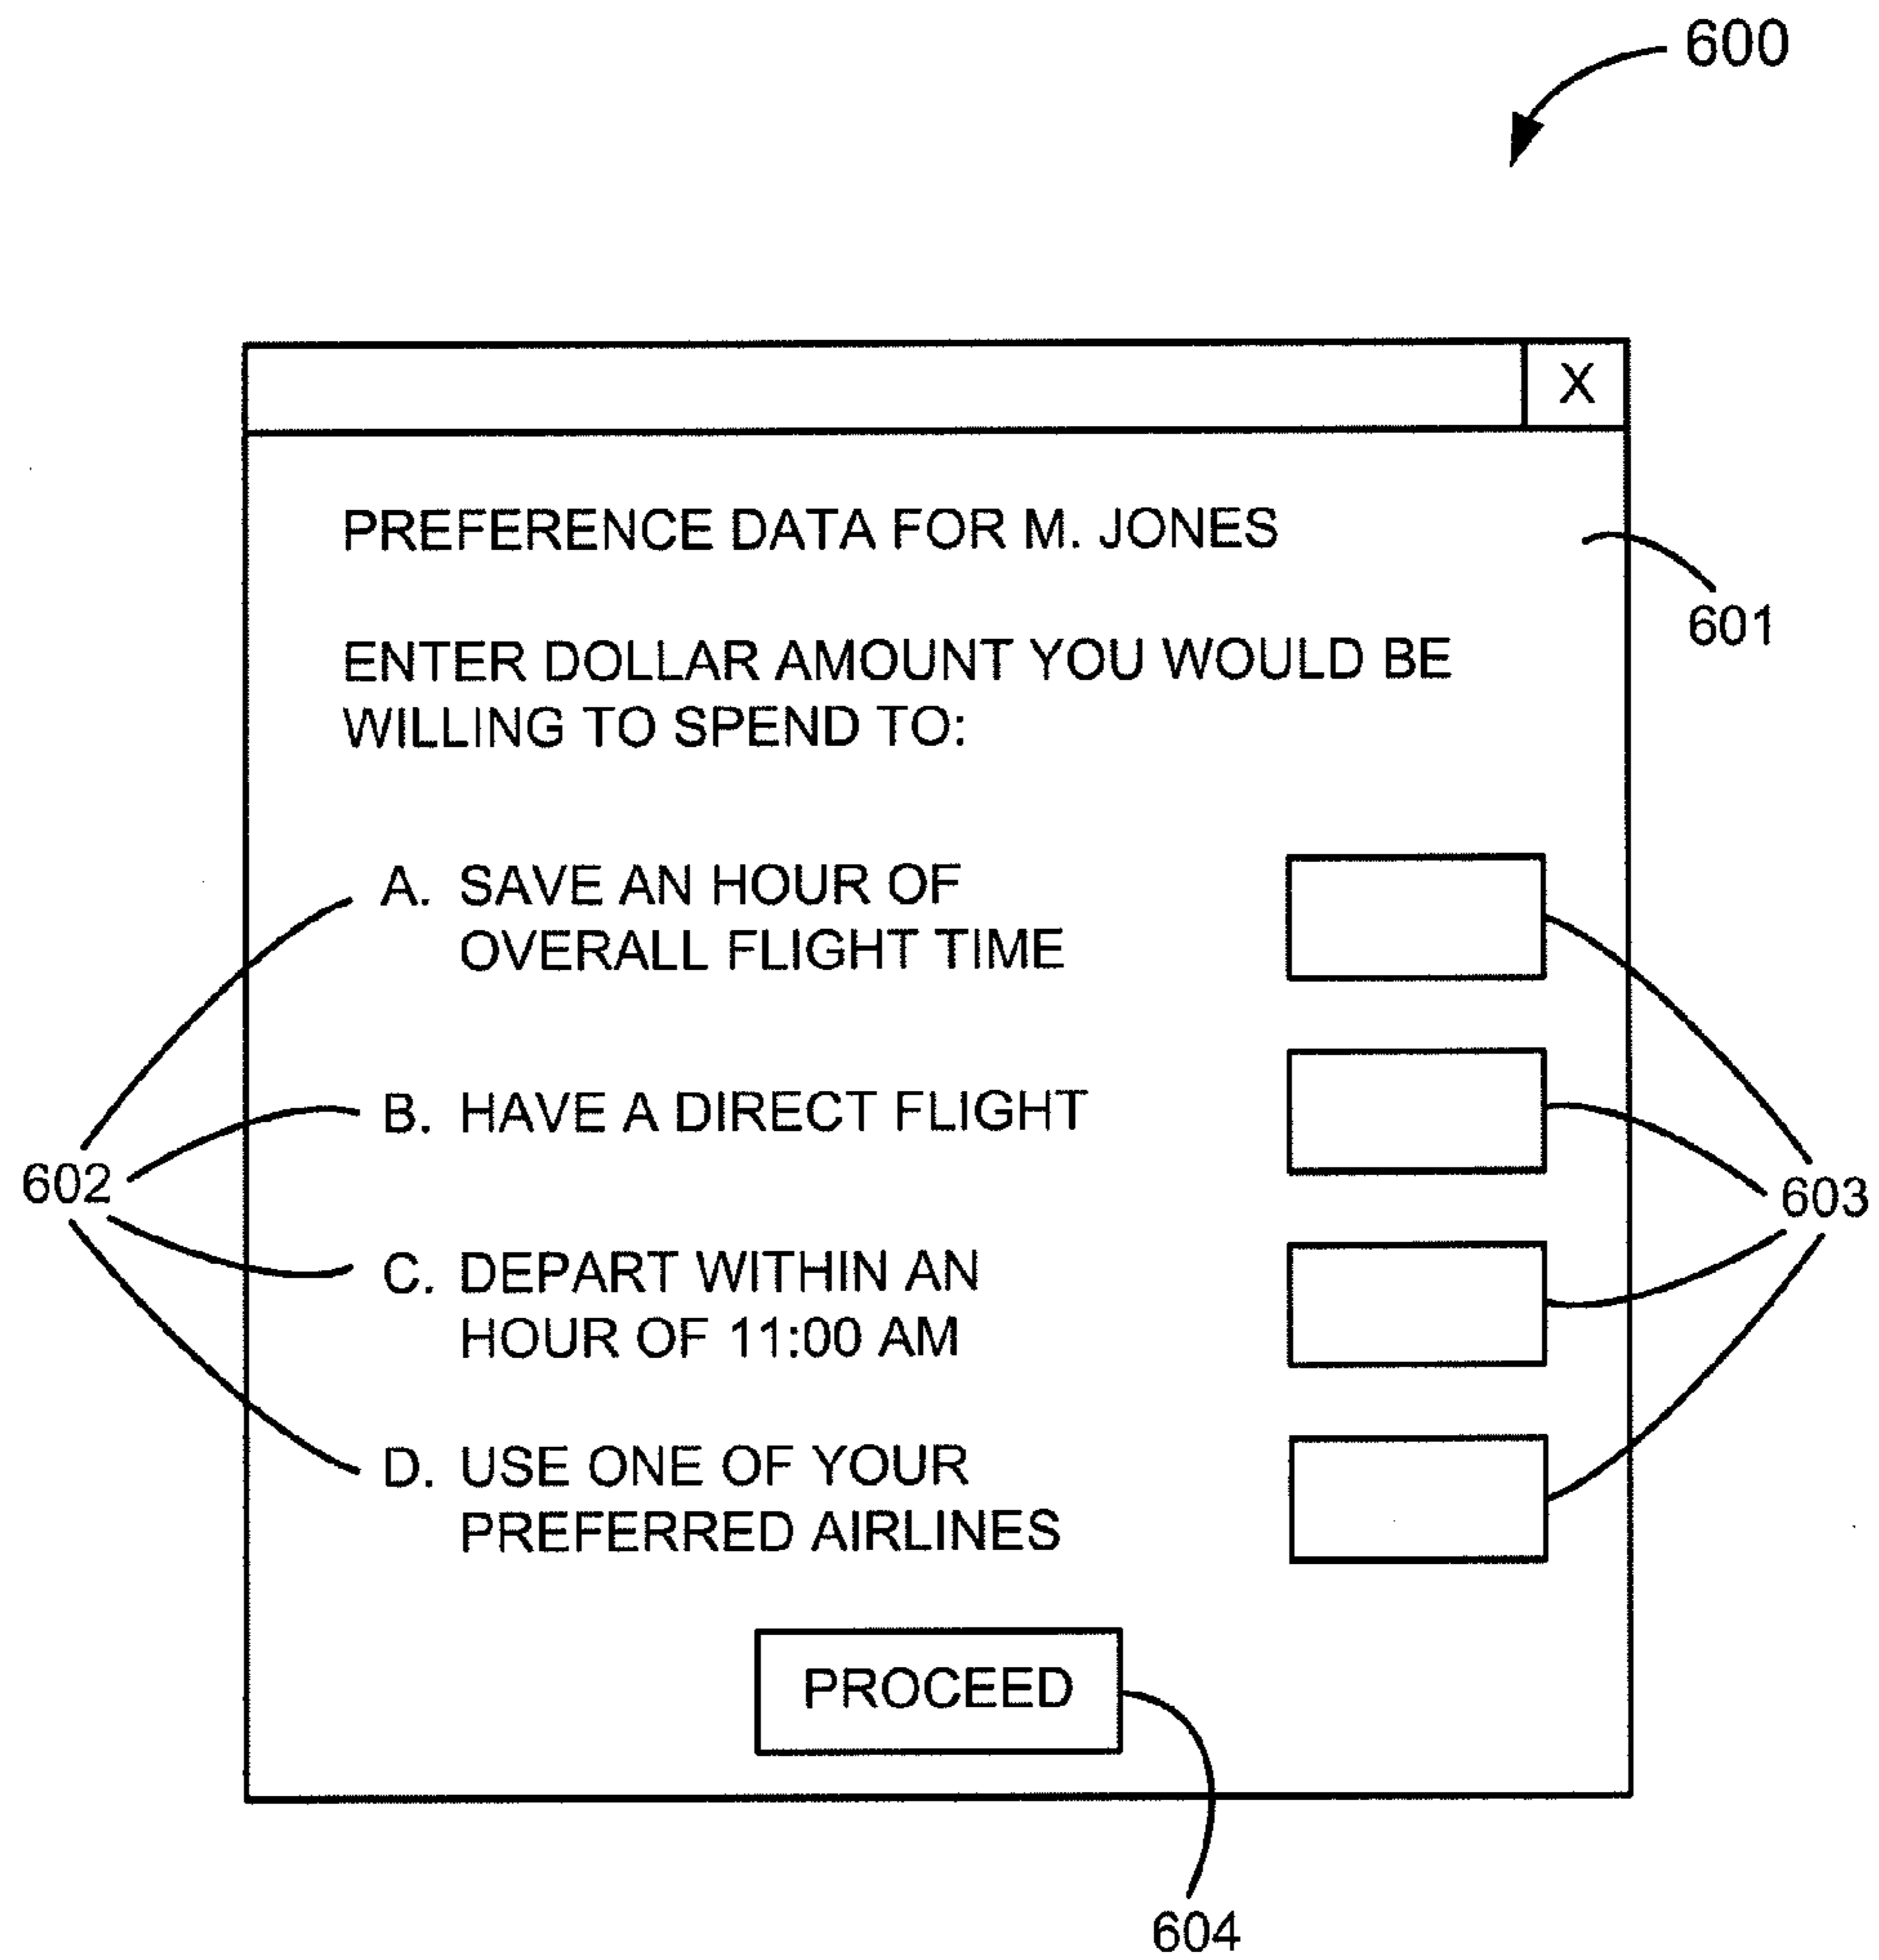 600
X
PREFERENCE DATA FOR M. JONES
601
ENTER DOLLAR AMOUNT YOU WOULD BE
WILLING TO SPEND TO:
A. SAVE AN HOUR OF
OVERALL FLIGHT TIME
B. HAVE A DIRECT FLIGHT
602
603
C. DEPART WITHIN AN
HOUR OF 11:00 AM
D. USE ONE OF YOUR
PREFERRED AIRLINES
PROCEED
604